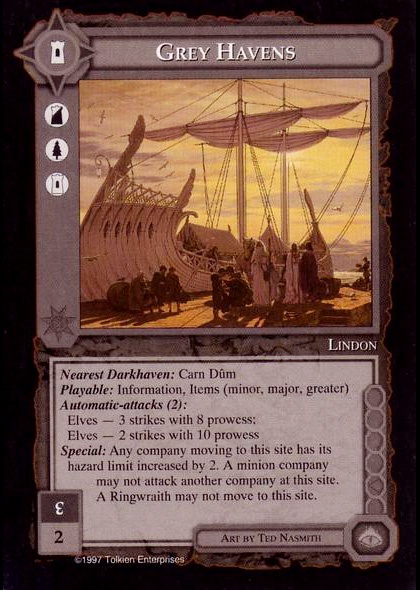 GREY HAVENS
LINDON
Nearest Darkhaven: Carn Dûm
Playable: Information, Items (minor, major, greater)
Automatic-attacks (2):
Elves — 3 strikes with 8 prowess;
Elves — 2 strikes with 10 prowess
Special: Any company moving to this site has its
hazard limit increased by 2. A minion company
may not attack another company at this site.
A Ringwraith may not move to this site.
ε
2
ART BY TED NASMITH
©1997 Tolkien Enterprises